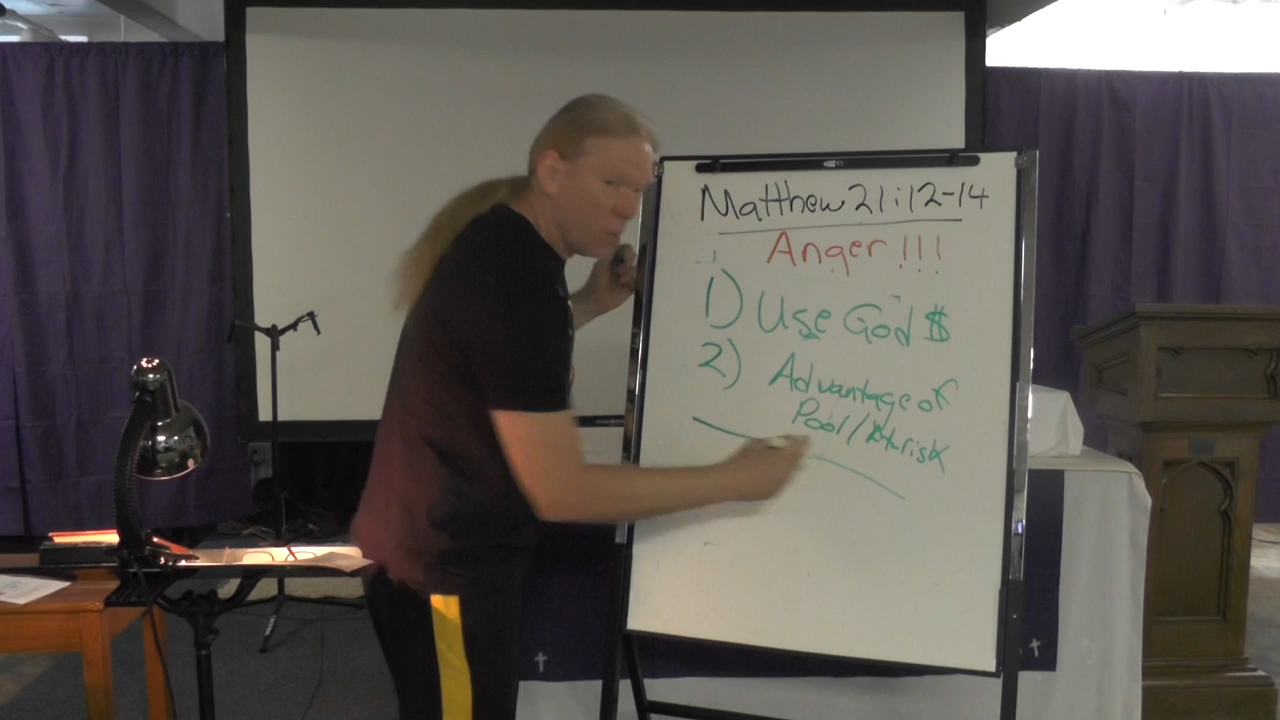 Matthew 21:12-14
Anger!!!
1) Use God $
2) Advantage of
Poor/At risk